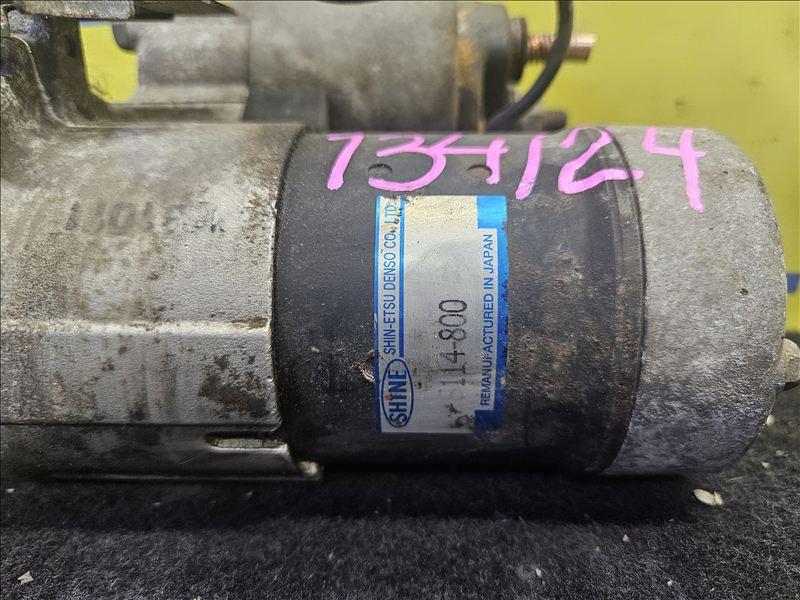 734124
SHINE
SHIN-ETSU DENSO CO., LTD.
114-800
REMANUFACTURED IN JAPAN